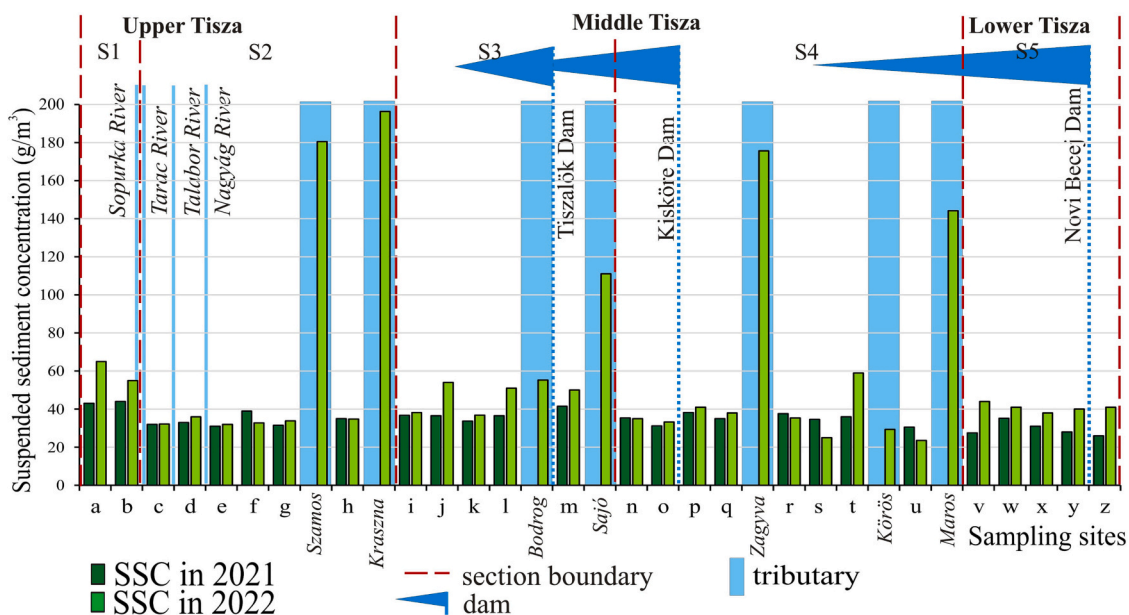 Upper Tisza
Middle Tisza
Lower Tisza
S1
S2
S3
S4
S5
Suspended sediment concentration (g/m³)
200
180
160
140
120
100
80
60
40
20
0
Sopurka River
Tarac River
Talabor River
Nagyág River
Tiszalök Dam
Kisköre Dam
Novi Becej Dam
a b c d e f g Szamos h Kraszna i j k l Bodrog m Sajó n o p q Zagyva r s t Körös u Maros v w x y z
Sampling sites
SSC in 2021
SSC in 2022
section boundary
dam
tributary